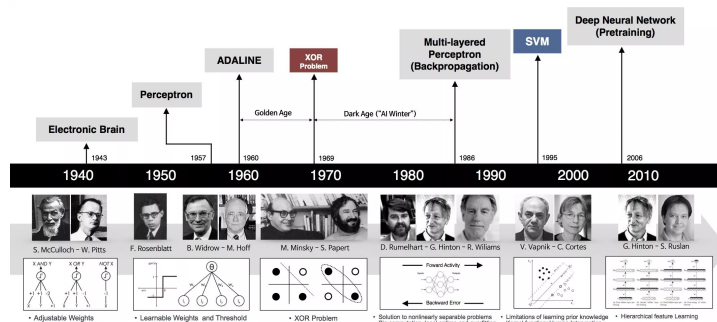 Deep Neural Network
(Pretraining)
Multi-layered
Perceptron
(Backpropagation)
SVM
ADALINE
XOR
Problem
Perceptron
Golden Age
Dark Age ("AI Winter")
Electronic Brain
1943
1957
1960
1969
1986
1995
2006
1940
1950
1960
1970
1980
1990
2000
2010
S. McCulloch – W. Pitts
F. Rosenblatt
B. Widrow – M. Hoff
M. Minsky – S. Papert
D. Rumelhart – G. Hinton – R. Wiliams
V. Vapnik – C. Cortes
G. Hinton – S. Ruslan
X AND Y
X OR Y
NOT X
Foward Activity
Backward Error
• Adjustable Weights
• Learnable Weights and Threshold
• XOR Problem
• Solution to nonlinearly separable problems
• Limitations of learning prior knowledge
• Hierarchical feature Learning